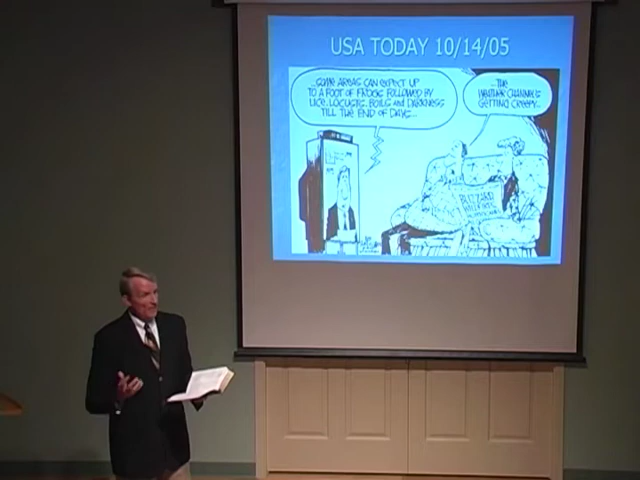 USA TODAY 10/14/05
...SOME AREAS CAN EXPECT UP
TO A FOOT OF FROGS FOLLOWED BY
LICE, LOCUSTS, BOILS and DARKNESS
TILL THE END OF DAYS...
...THE
WEATHER CHANNEL'S
GETTING CREEPY...
BLIZZARD